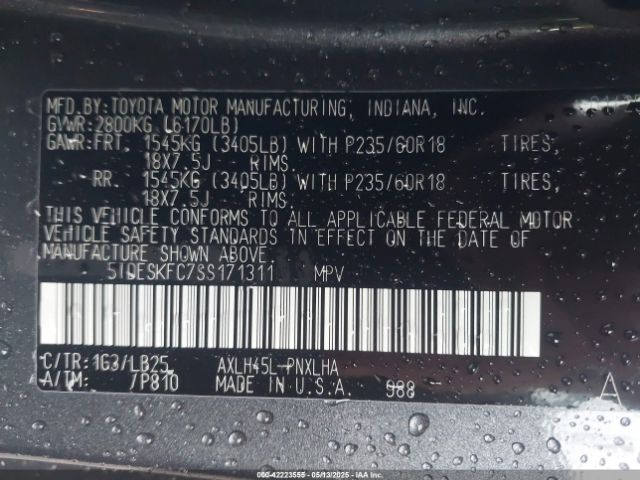 MFD.BY:TOYOTA MOTOR MANUFACTURING, INDIANA, INC.
GVWR:2800KG (6170LB)
GAWR:FRT. 1545KG (3405LB) WITH P235/60R18 TIRES,
18X7.5J RIMS.
RR. 1545KG (3405LB) WITH P235/60R18 TIRES,
18X7.5J RIMS.
THIS VEHICLE CONFORMS TO ALL APPLICABLE FEDERAL MOTOR
VEHICLE SAFETY STANDARDS IN EFFECT ON THE DATE OF
MANUFACTURE SHOWN ABOVE.
5TDESKFC7SS171311 MPV
C/TR:1G3/LB25 AXLH45L-PNXLHA
A/TM: /P810 MADE IN U.S.A. 988
A
000-42223555 - 05/13/2025 - IAAI.COM